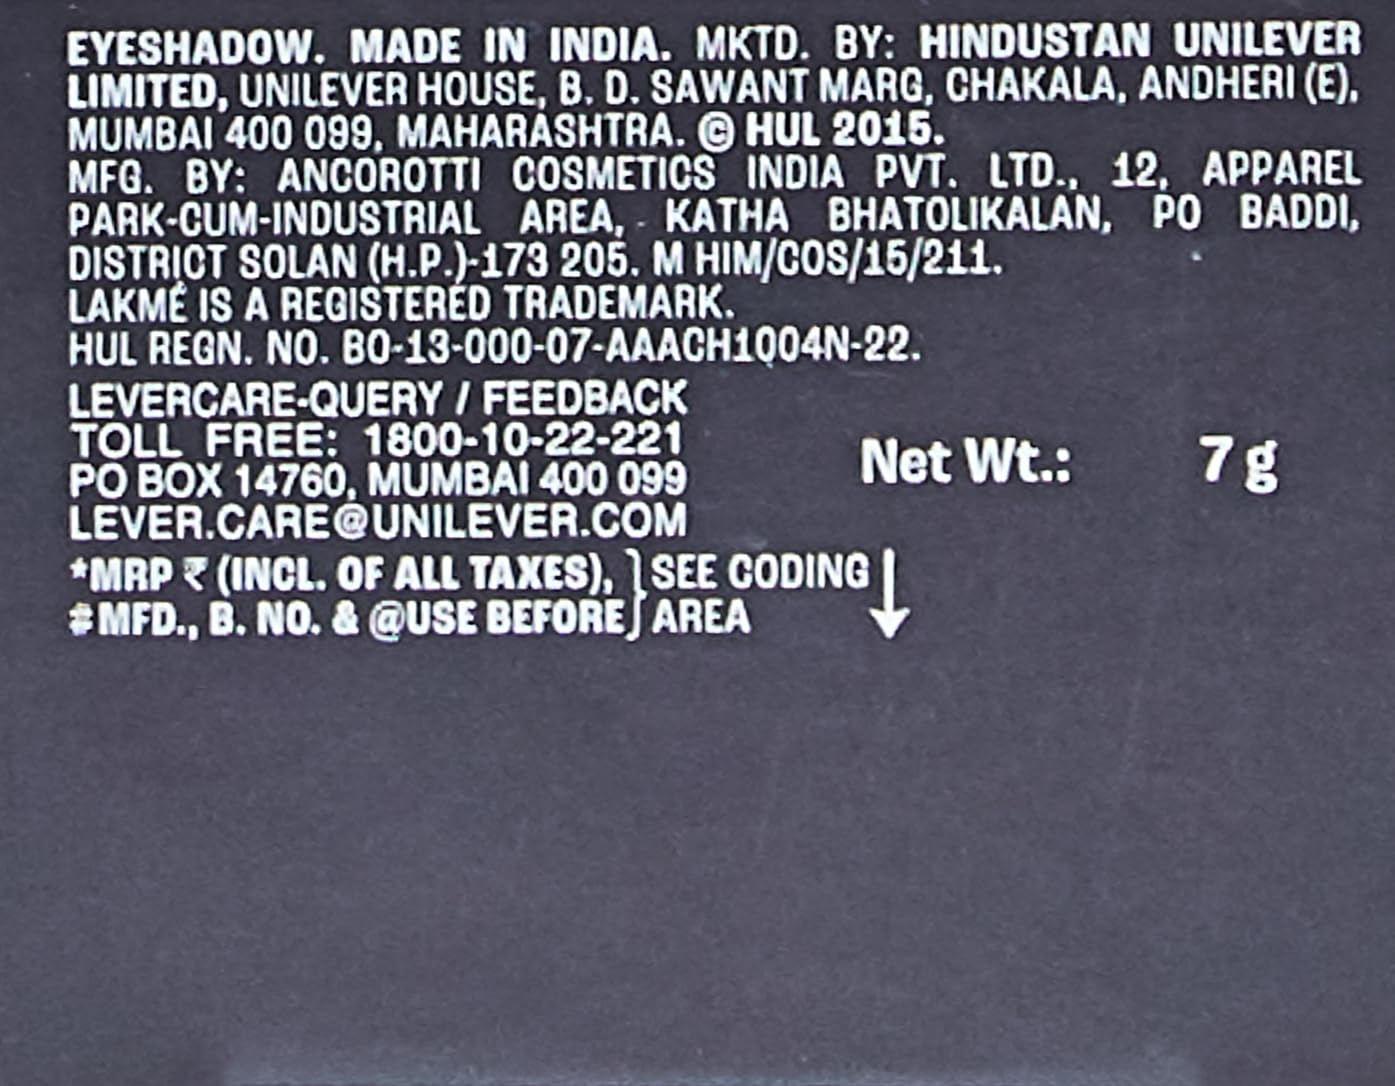 EYESHADOW. MADE IN INDIA. MKTD. BY: HINDUSTAN UNILEVER
LIMITED, UNILEVER HOUSE, B. D. SAWANT MARG, CHAKALA, ANDHERI (E),
MUMBAI 400 099, MAHARASHTRA. © HUL 2015.
MFG. BY: ANCOROTTI COSMETICS INDIA PVT. LTD., 12, APPAREL
PARK-CUM-INDUSTRIAL AREA, KATHA BHATOLIKALAN, PO BADDI,
DISTRICT SOLAN (H.P.)-173 205. M HIM/COS/15/211.
LAKMÉ IS A REGISTERED TRADEMARK.
HUL REGN. NO. BO-13-000-07-AAACH1004N-22.
LEVERCARE-QUERY / FEEDBACK
TOLL FREE: 1800-10-22-221
PO BOX 14760, MUMBAI 400 099
LEVER.CARE@UNILEVER.COM
Net Wt.: 7 g
*MRP ₹ (INCL. OF ALL TAXES), } SEE CODING ↓
#MFD., B. NO. & @USE BEFORE AREA